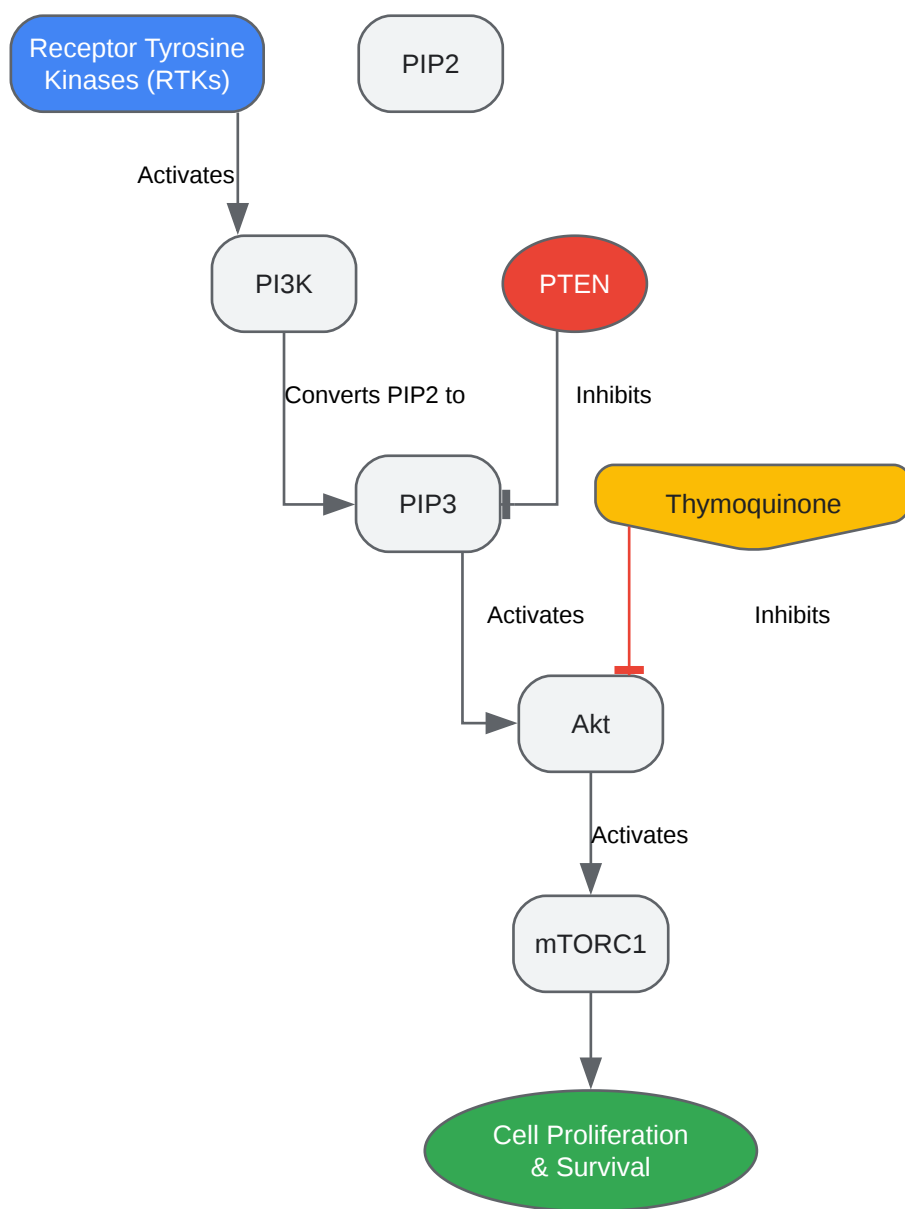 Receptor Tyrosine
Kinases (RTKs)
PIP2
Activates
PI3K
PTEN
Converts PIP2 to
Inhibits
PIP3
Thymoquinone
Activates
Inhibits
Akt
Activates
mTORC1
Cell Proliferation
& Survival